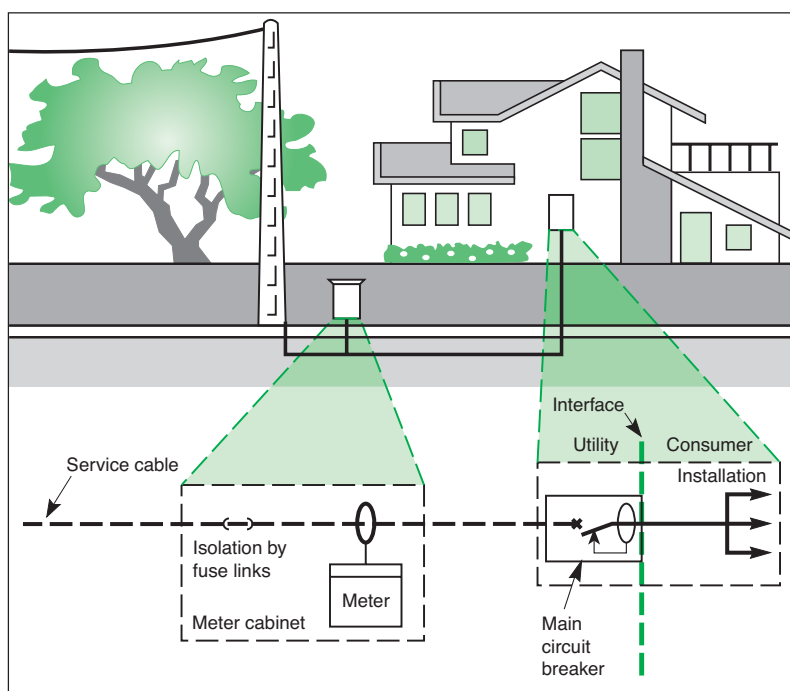 Interface
Utility
Consumer
Service cable
Installation
Isolation by
fuse links
Meter
Meter cabinet
Main
circuit
breaker